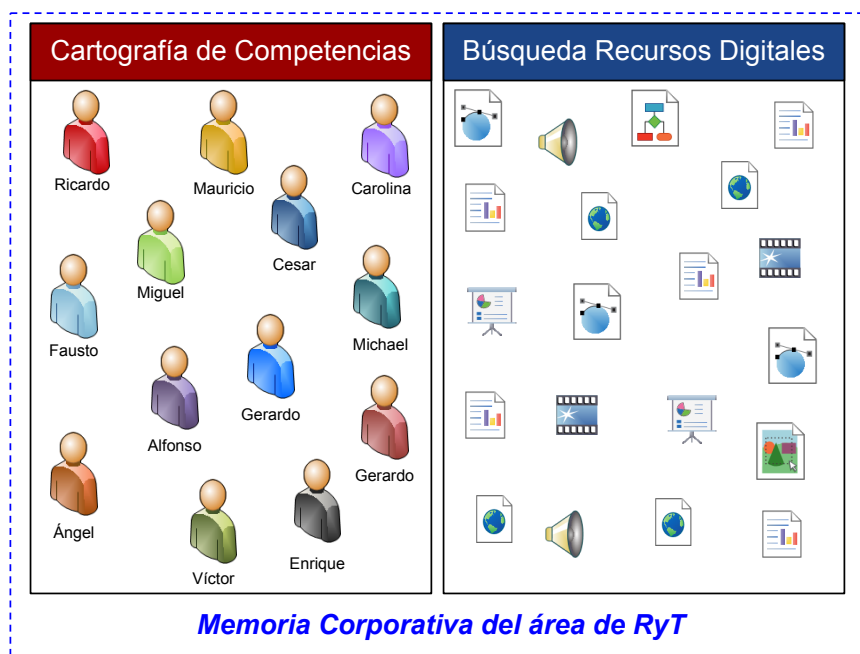 Cartografía de Competencias
Búsqueda Recursos Digitales
Ricardo
Mauricio
Carolina
Cesar
Miguel
Fausto
Michael
Gerardo
Alfonso
Gerardo
Ángel
Víctor
Enrique
Memoria Corporativa del área de RyT